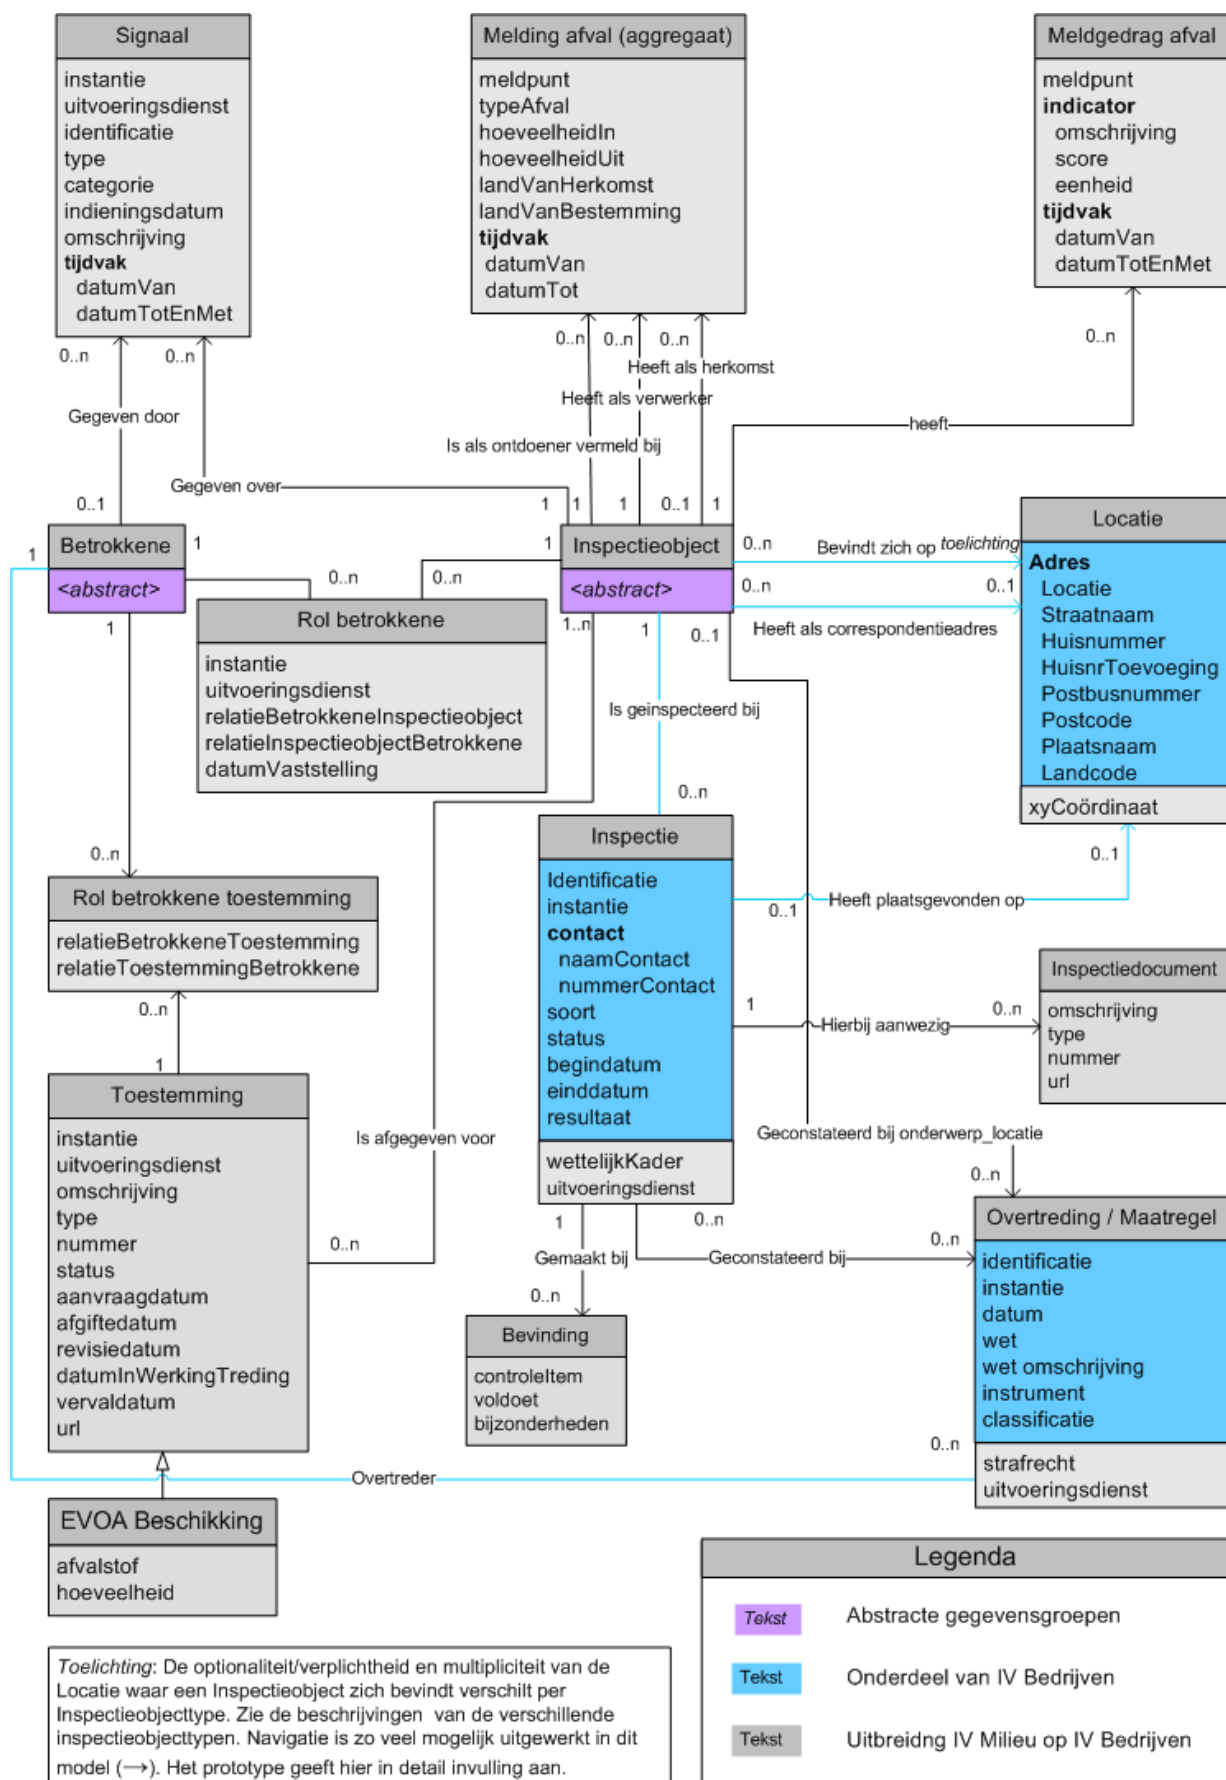 Signaal
instantie
uitvoeringsdienst
identificatie
type
categorie
indieningsdatum
omschrijving
tijdvak
datumVan
datumTotEnMet
Melding afval (aggregaat)
meldpunt
typeAfval
hoeveelheidIn
hoeveelheidUit
landVanHerkomst
landVanBestemming
tijdvak
datumVan
datumTot
Meldgedrag afval
meldpunt
indicator
omschrijving
score
eenheid
tijdvak
datumVan
datumTotEnMet
0..n
0..n
0..n
0..n
0..n
0..n
Heeft als herkomst
Heeft als verwerker
Gegeven door
heeft
Is als ontdoener vermeld bij
Gegeven over
0..1
1
1
1
0..1
1
Betrokkene
<abstract>
1
1
0..n
0..n
1
1
Inspectieobject
<abstract>
0..n
Bevindt zich op toelichting
0..n
0..1
Heeft als correspondentieadres
1..n
1
0..1
Locatie
Adres
Locatie
Straatnaam
Huisnummer
HuisnrToevoeging
Postbusnummer
Postcode
Plaatsnaam
Landcode
xyCoördinaat
Rol betrokkene
instantie
uitvoeringsdienst
relatieBetrokkeneInspectieobject
relatieInspectieobjectBetrokkene
datumVaststelling
Is geinspecteerd bij
0..n
0..n
Rol betrokkene toestemming
relatieBetrokkeneToestemming
relatieToestemmingBetrokkene
0..n
1
Inspectie
Identificatie
instantie
contact
naamContact
nummerContact
soort
status
begindatum
einddatum
resultaat
wettelijkKader
uitvoeringsdienst
0..1
0..1
Heeft plaatsgevonden op
1
Hierbij aanwezig
0..n
Inspectiedocument
omschrijving
type
nummer
url
Toestemming
instantie
uitvoeringsdienst
omschrijving
type
nummer
status
aanvraagdatum
afgiftedatum
revisiedatum
datumInWerkingTreding
vervaldatum
url
Is afgegeven voor
0..n
Geconstateerd bij onderwerp_locatie
0..n
1
0..n
Gemaakt bij
Geconstateerd bij
0..n
0..n
Bevinding
controleItem
voldoet
bijzonderheden
Overtreding / Maatregel
identificatie
instantie
datum
wet
wet omschrijving
instrument
classificatie
strafrecht
uitvoeringsdienst
0..n
Overtreder
EVOA Beschikking
afvalstof
hoeveelheid
Legenda
Tekst Abstracte gegevensgroepen
Tekst Onderdeel van IV Bedrijven
Tekst Uitbreidng IV Milieu op IV Bedrijven
Toelichting: De optionaliteit/verplichtheid en multipliciteit van de
Locatie waar een Inspectieobject zich bevindt verschilt per
Inspectieobjecttype. Zie de beschrijvingen van de verschillende
inspectieobjecttypen. Navigatie is zo veel mogelijk uitgewerkt in dit
model (→). Het prototype geeft hier in detail invulling aan.